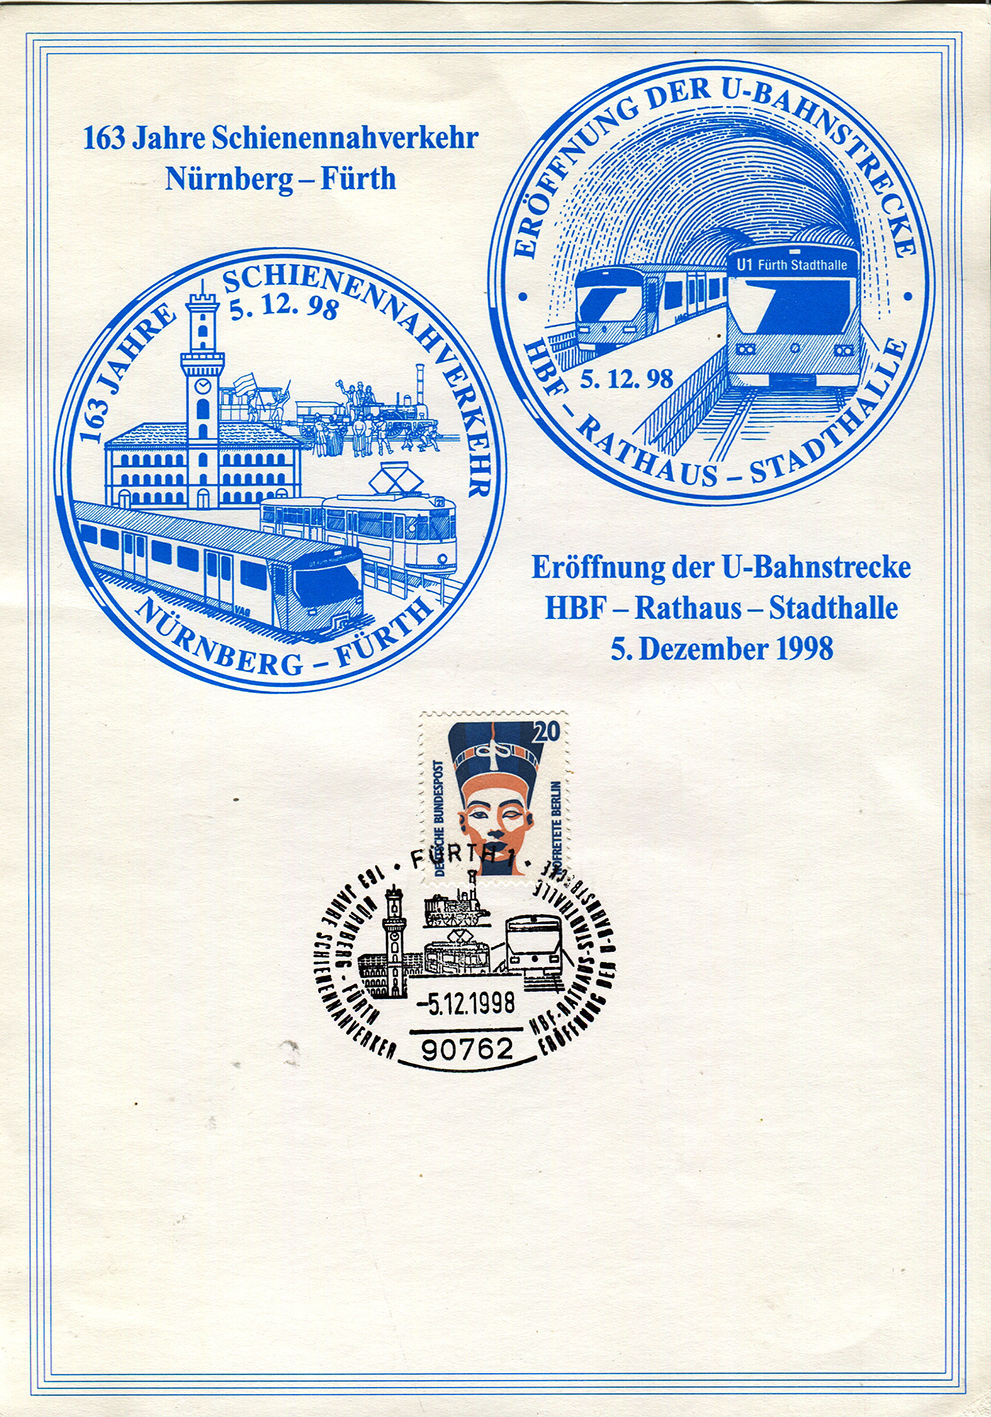 163 Jahre Schienennahverkehr
Nürnberg – Fürth
ERÖFFNUNG DER U-BAHNSTRECKE
U1 Fürth Stadthalle
5. 12. 98
HBF – RATHAUS – STADTHALLE
163 JAHRE SCHIENENNAHVERKEHR
5. 12. 98
VAG
NÜRNBERG – FÜRTH
Eröffnung der U-Bahnstrecke
HBF – Rathaus – Stadthalle
5. Dezember 1998
20
DEUTSCHE BUNDESPOST
NOFRETETE BERLIN
FÜRTH 1
163 JAHRE SCHIENENNAHVERKER
NÜRNBERG - FÜRTH
ERÖFFNUNG DER U-BAHNSTRECKE
HBF-RATHAUS-STADTHALLE
-5.12.1998
90762